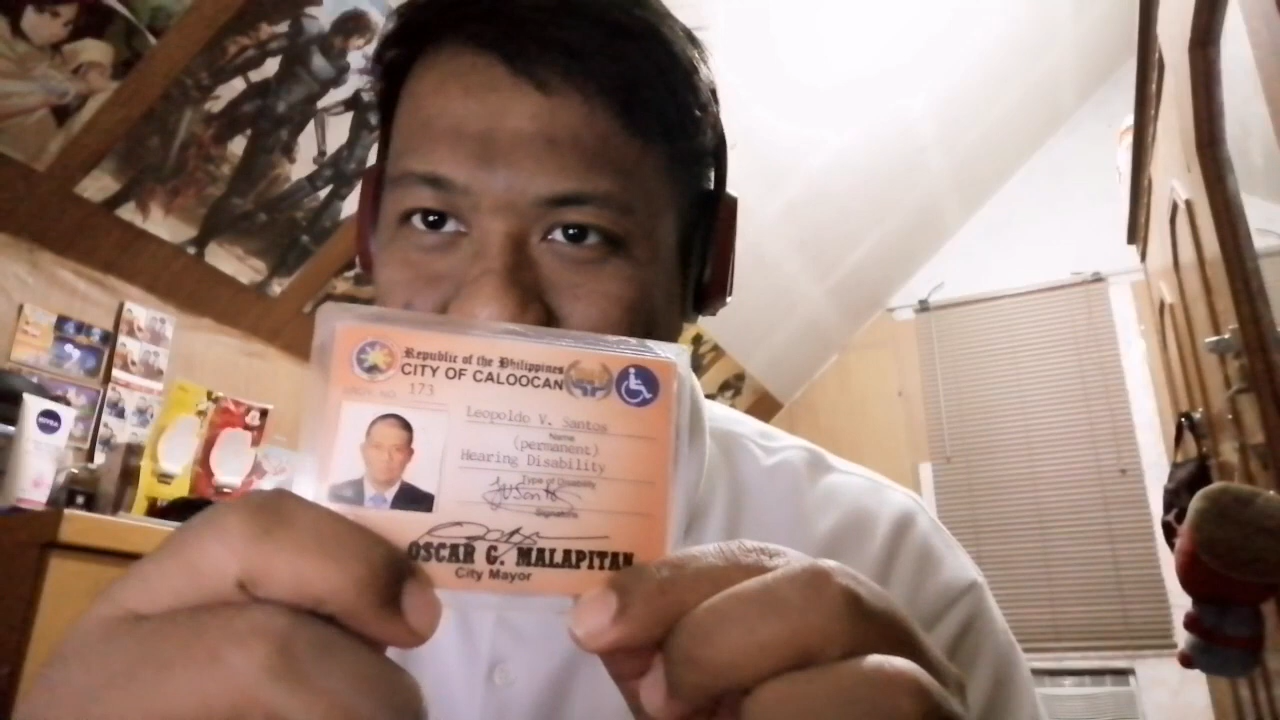 Republic of the Philippines
CITY OF CALOOCAN
173
Leopoldo V. Santos
Name
(permanent)
Hearing Disability
Type of Disability
Signature
OSCAR G. MALAPITAN
City Mayor
NIVEA